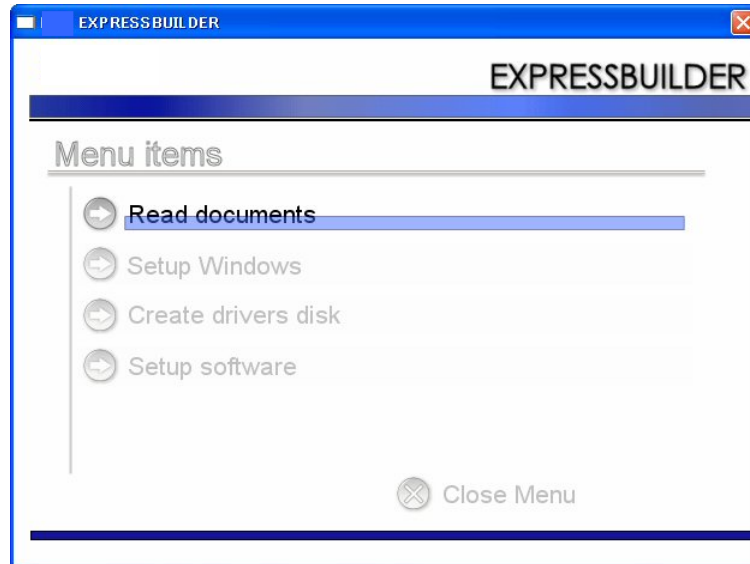 EXPRESSBUILDER
EXPRESSBUILDER
Menu items
Read documents
Setup Windows
Create drivers disk
Setup software
Close Menu